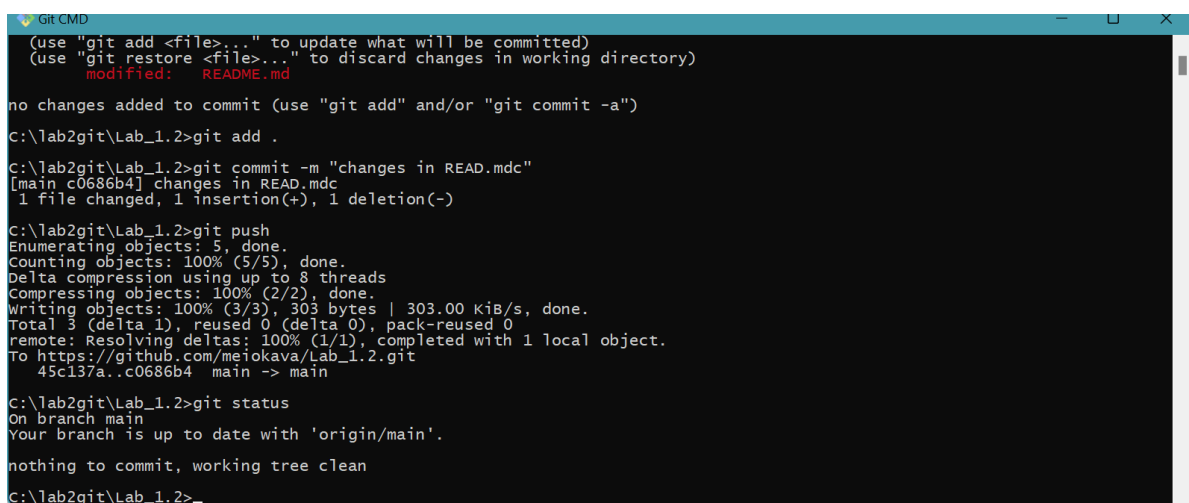 Git CMD
(use "git add <file>..." to update what will be committed)
(use "git restore <file>..." to discard changes in working directory)
modified: README.md
no changes added to commit (use "git add" and/or "git commit -a")
C:\lab2git\Lab_1.2>git add .
C:\lab2git\Lab_1.2>git commit -m "changes in READ.mdc"
[main c0686b4] changes in READ.mdc
1 file changed, 1 insertion(+), 1 deletion(-)
C:\lab2git\Lab_1.2>git push
Enumerating objects: 5, done.
Counting objects: 100% (5/5), done.
Delta compression using up to 8 threads
Compressing objects: 100% (2/2), done.
Writing objects: 100% (3/3), 303 bytes | 303.00 KiB/s, done.
Total 3 (delta 1), reused 0 (delta 0), pack-reused 0
remote: Resolving deltas: 100% (1/1), completed with 1 local object.
To https://github.com/meiokava/Lab_1.2.git
45c137a..c0686b4 main -> main
C:\lab2git\Lab_1.2>git status
On branch main
Your branch is up to date with 'origin/main'.
nothing to commit, working tree clean
C:\lab2git\Lab_1.2>_